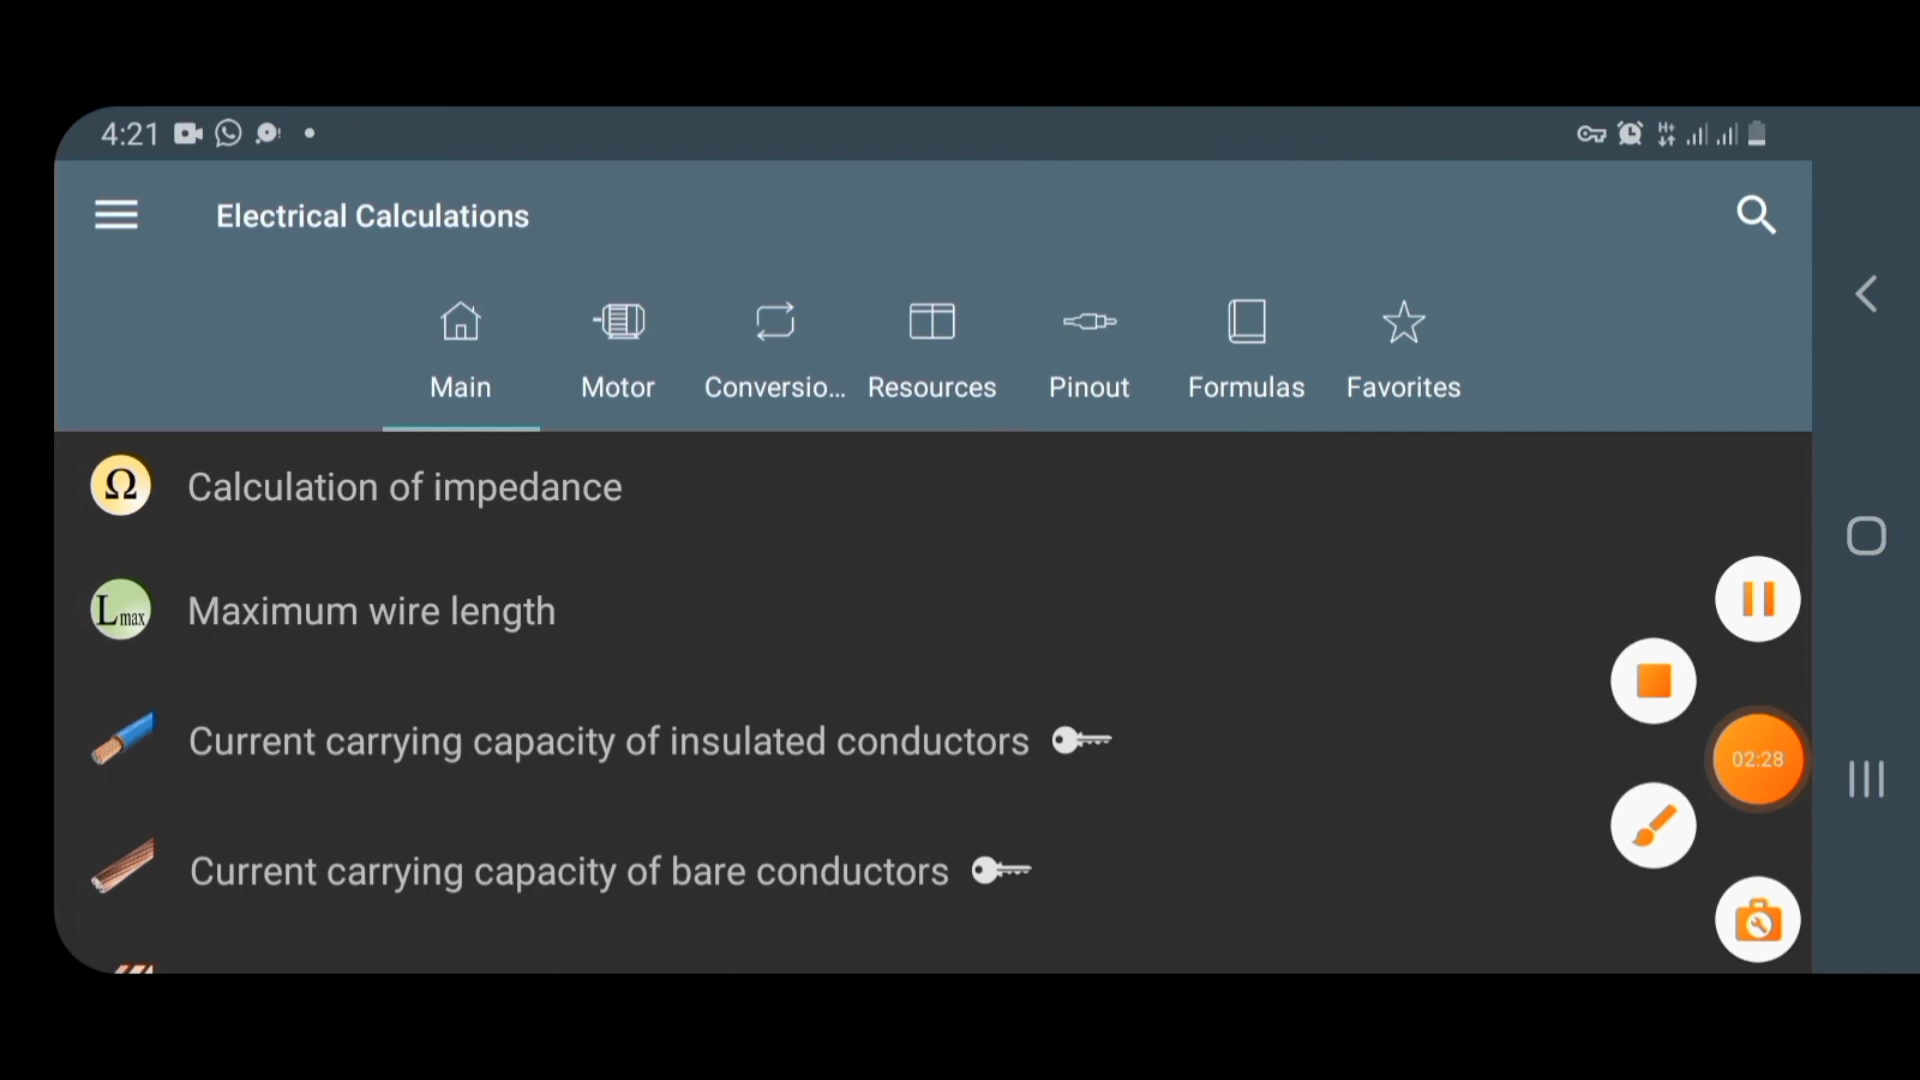 4:21
H+
Electrical Calculations
Main Motor Conversio... Resources Pinout Formulas Favorites
Ω Calculation of impedance
Lmax Maximum wire length
Current carrying capacity of insulated conductors
02:28
Current carrying capacity of bare conductors